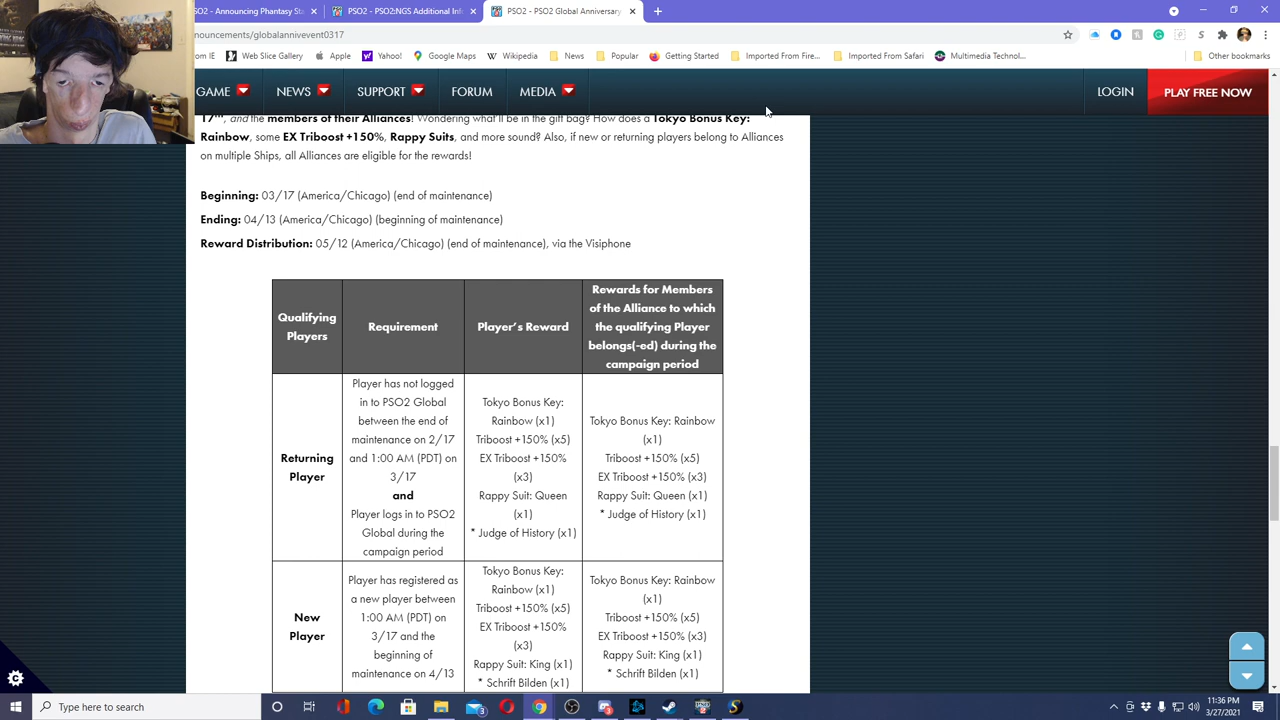 SO2 - Announcing Phantasy Sta
PSO2 - PSO2:NGS Additional Inf
PSO2 - PSO2 Global Anniversary
nouncements/globalannivevent0317
om IE
Web Slice Gallery
Apple
Yahoo!
Google Maps
Wikipedia
News
Popular
Getting Started
Imported From Fire...
Imported From Safari
Multimedia Technol...
Other bookmarks
GAME
NEWS
SUPPORT
FORUM
MEDIA
LOGIN
PLAY FREE NOW
17th, and the members of their Alliances! Wondering what'll be in the gift bag? How does a Tokyo Bonus Key:
Rainbow, some EX Triboost +150%, Rappy Suits, and more sound? Also, if new or returning players belong to Alliances
on multiple Ships, all Alliances are eligible for the rewards!
Beginning: 03/17 (America/Chicago) (end of maintenance)
Ending: 04/13 (America/Chicago) (beginning of maintenance)
Reward Distribution: 05/12 (America/Chicago) (end of maintenance), via the Visiphone
Qualifying
Players
Requirement
Player's Reward
Rewards for Members
of the Alliance to which
the qualifying Player
belongs(-ed) during the
campaign period
Returning
Player
Player has not logged
in to PSO2 Global
between the end of
maintenance on 2/17
and 1:00 AM (PDT) on
3/17
and
Player logs in to PSO2
Global during the
campaign period
Tokyo Bonus Key:
Rainbow (x1)
Triboost +150% (x5)
EX Triboost +150%
(x3)
Rappy Suit: Queen
(x1)
* Judge of History (x1)
Tokyo Bonus Key: Rainbow
(x1)
Triboost +150% (x5)
EX Triboost +150% (x3)
Rappy Suit: Queen (x1)
* Judge of History (x1)
New
Player
Player has registered as
a new player between
1:00 AM (PDT) on
3/17 and the
beginning of
maintenance on 4/13
Tokyo Bonus Key:
Rainbow (x1)
Triboost +150% (x5)
EX Triboost +150%
(x3)
Rappy Suit: King (x1)
* Schrift Bilden (x1)
Tokyo Bonus Key: Rainbow
(x1)
Triboost +150% (x5)
EX Triboost +150% (x3)
Rappy Suit: King (x1)
* Schrift Bilden (x1)
Type here to search
11:36 PM
3/27/2021